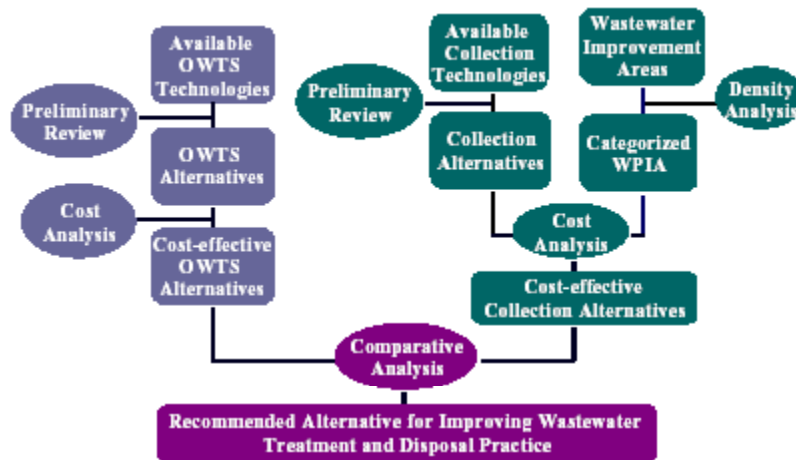 Available
OWTS
Technologies
Preliminary
Review
OWTS
Alternatives
Cost
Analysis
Cost-effective
OWTS
Alternatives
Available
Collection
Technologies
Preliminary
Review
Collection
Alternatives
Wastewater
Improvement
Areas
Density
Analysis
Categorized
WPIA
Cost
Analysis
Cost-effective
Collection Alternatives
Comparative
Analysis
Recommended Alternative for Improving Wastewater
Treatment and Disposal Practice